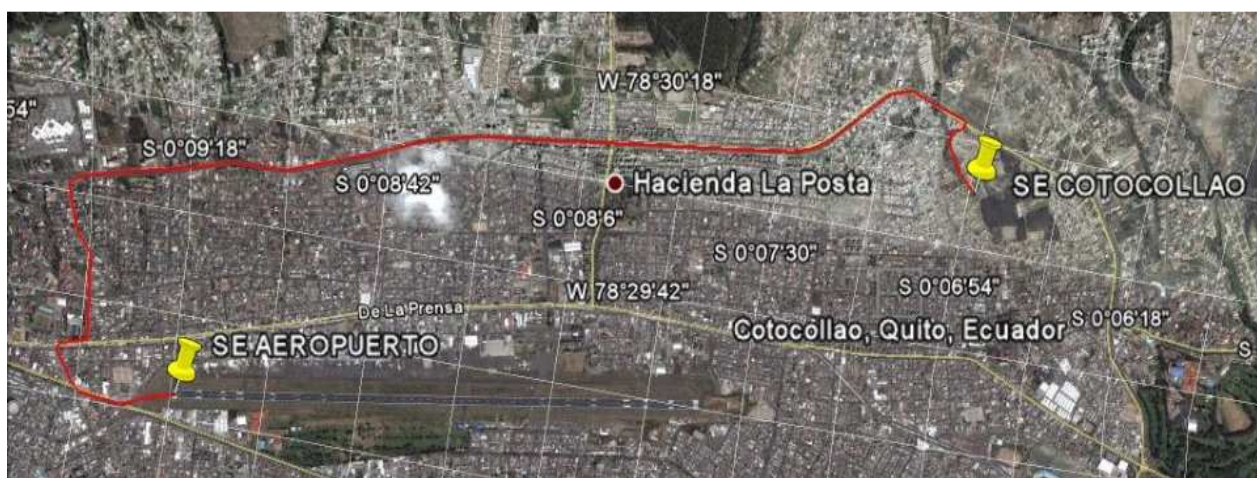 W 78°30'18"
54"
S 0°09'18"
S 0°08'42"
Hacienda La Posta
SE COTOCOLLAO
S 0°08'6"
S 0°07'30"
W 78°29'42"
S 0°06'54"
De La Prensa
Cotocollao, Quito, Ecuador
S 0°06'18"
SE AEROPUERTO
S